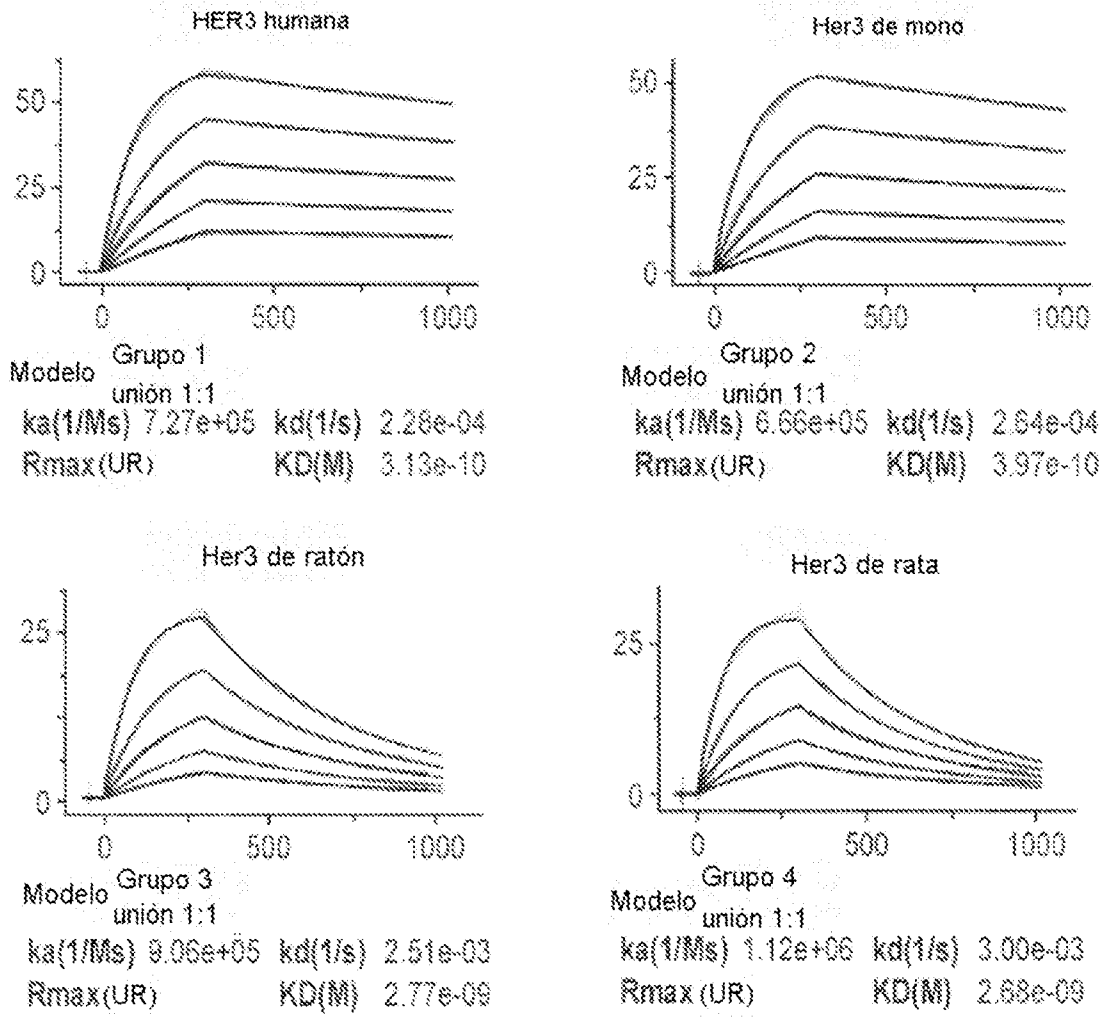 HER3 humana
50
25
0
0 500 1000
Modelo Grupo 1
unión 1:1
ka(1/Ms) 7.27e+05 kd(1/s) 2.28e-04
Rmax(UR) KD(M) 3.13e-10
Her3 de mono
50
25
0
0 500 1000
Modelo Grupo 2
unión 1:1
ka(1/Ms) 6.66e+05 kd(1/s) 2.64e-04
Rmax(UR) KD(M) 3.97e-10
Her3 de ratón
25
0
0 500 1000
Modelo Grupo 3
unión 1:1
ka(1/Ms) 9.06e+05 kd(1/s) 2.51e-03
Rmax(UR) KD(M) 2.77e-09
Her3 de rata
25
0
0 500 1000
Modelo Grupo 4
unión 1:1
ka(1/Ms) 1.12e+06 kd(1/s) 3.00e-03
Rmax (UR) KD(M) 2.68e-09